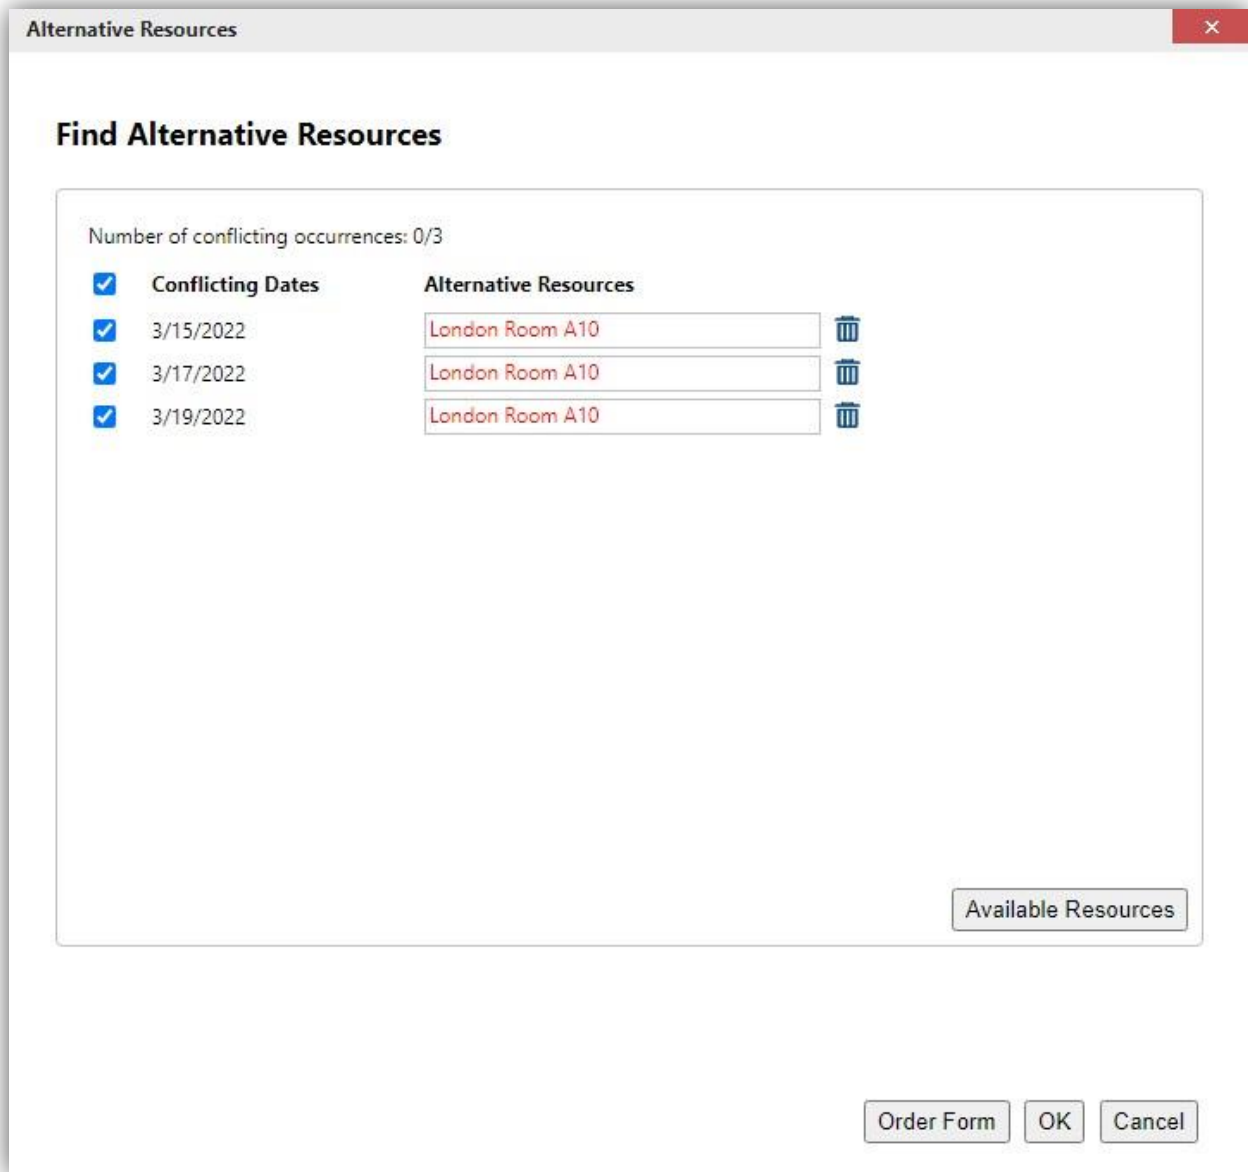 Alternative Resources
Find Alternative Resources
Number of conflicting occurrences: 0/3
Conflicting Dates Alternative Resources
3/15/2022 London Room A10
3/17/2022 London Room A10
3/19/2022 London Room A10
Available Resources
Order Form OK Cancel